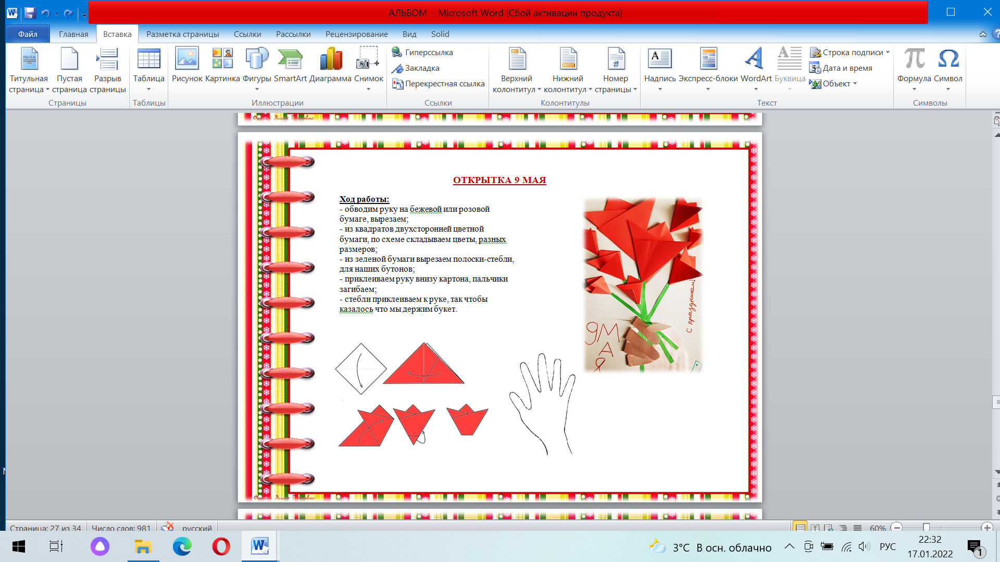 АЛЬБОМ - Microsoft Word (Сбой активации продукта)
Файл Главная Вставка Разметка страницы Ссылки Рассылки Рецензирование Вид Solid
Титульная страница Пустая страница Разрыв страницы
Страницы
Таблица
Таблицы
Рисунок Картинка Фигуры SmartArt Диаграмма Снимок
Иллюстрации
Гиперссылка
Закладка
Перекрестная ссылка
Ссылки
Верхний колонтитул Нижний колонтитул Номер страницы
Колонтитулы
Надпись Экспресс-блоки WordArt Буквица
Строка подписи
Дата и время
Объект
Текст
Формула Символ
Символы
ОТКРЫТКА 9 МАЯ
Ход работы:
- обводим руку на бежевой или розовой
бумаге, вырезаем;
- из квадратов двухсторонней цветной
бумаги, по схеме складываем цветы, разных
размеров;
- из зеленой бумаги вырезаем полоски-стебли,
для наших бутонов;
- приклеиваем руку внизу картона, пальчики
загибаем;
- стебли приклеиваем к руке, так чтобы
казалось что мы держим букет.
С праздником!
9 М
А
Я
Страница: 27 из 34 Число слов: 981 русский 60%
3°C В осн. облачно РУС 22:32
17.01.2022
1